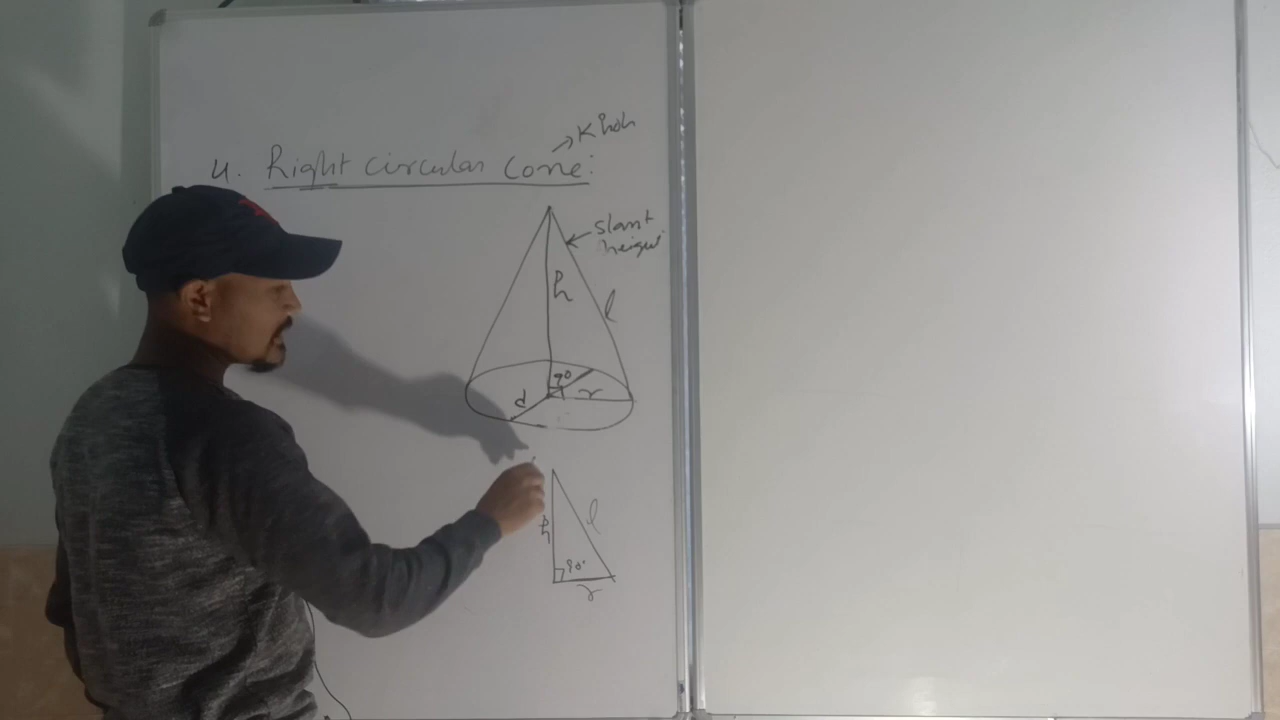 4. Right circular Cone:
→
slant
height
h
l
90°
d r
h l
90°
r